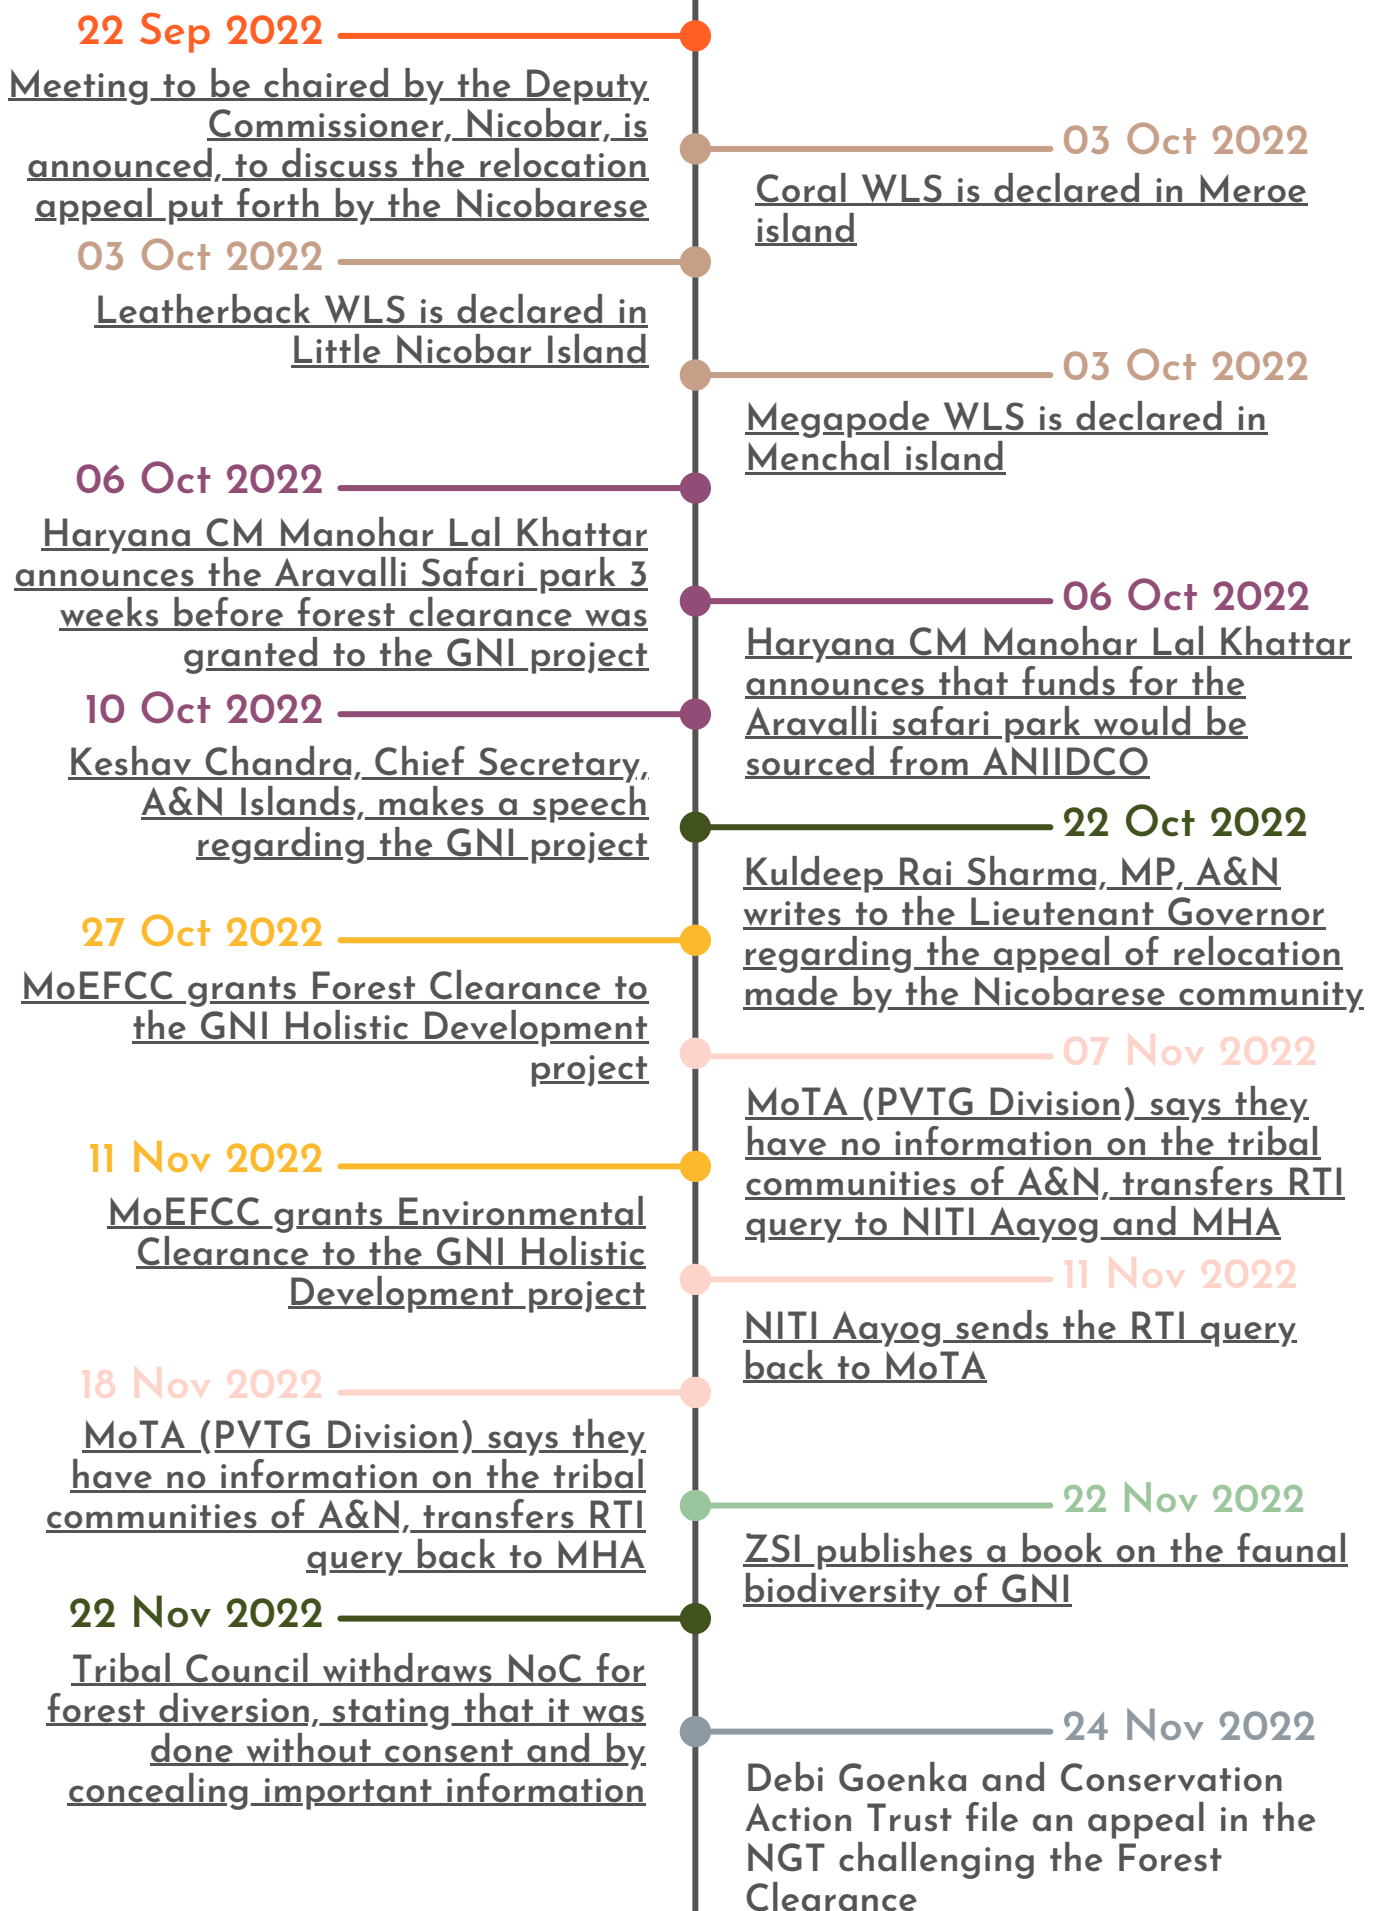 22 Sep 2022
Meeting to be chaired by the Deputy
Commissioner, Nicobar, is
announced, to discuss the relocation
appeal put forth by the Nicobarese
03 Oct 2022
Coral WLS is declared in Meroe
island
03 Oct 2022
Leatherback WLS is declared in
Little Nicobar Island
03 Oct 2022
Megapode WLS is declared in
Menchal island
06 Oct 2022
Haryana CM Manohar Lal Khattar
announces the Aravalli Safari park 3
weeks before forest clearance was
granted to the GNI project
06 Oct 2022
Haryana CM Manohar Lal Khattar
announces that funds for the
Aravalli safari park would be
sourced from ANIIDCO
10 Oct 2022
Keshav Chandra, Chief Secretary,
A&N Islands, makes a speech
regarding the GNI project
22 Oct 2022
Kuldeep Rai Sharma, MP, A&N
writes to the Lieutenant Governor
regarding the appeal of relocation
made by the Nicobarese community
27 Oct 2022
MoEFCC grants Forest Clearance to
the GNI Holistic Development
project
07 Nov 2022
MoTA (PVTG Division) says they
have no information on the tribal
communities of A&N, transfers RTI
query to NITI Aayog and MHA
11 Nov 2022
MoEFCC grants Environmental
Clearance to the GNI Holistic
Development project
11 Nov 2022
NITI Aayog sends the RTI query
back to MoTA
18 Nov 2022
MoTA (PVTG Division) says they
have no information on the tribal
communities of A&N, transfers RTI
query back to MHA
22 Nov 2022
ZSI publishes a book on the faunal
biodiversity of GNI
22 Nov 2022
Tribal Council withdraws NoC for
forest diversion, stating that it was
done without consent and by
concealing important information
24 Nov 2022
Debi Goenka and Conservation
Action Trust file an appeal in the
NGT challenging the Forest
Clearance